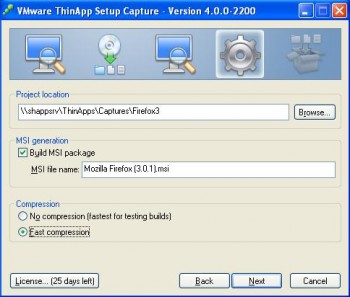 VMware ThinApp Setup Capture - Version 4.0.0-2200
Project location
\\shappsrv\ThinApps\Captures\Firefox3
Browse...
MSI generation
Build MSI package
MSI file name:
Mozilla Firefox (3.0.1).msi
Compression
No compression (fastest for testing builds)
Fast compression
License... (25 days left)
Back
Next
Cancel